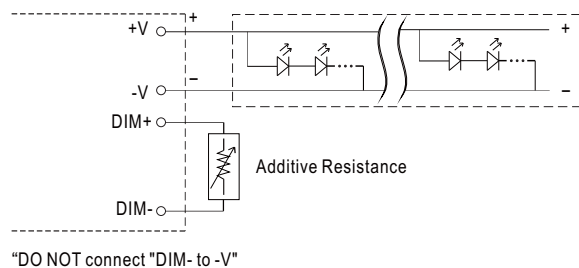 +V
+
+
-V
–
–
DIM+
Additive Resistance
DIM-
“DO NOT connect "DIM- to -V"